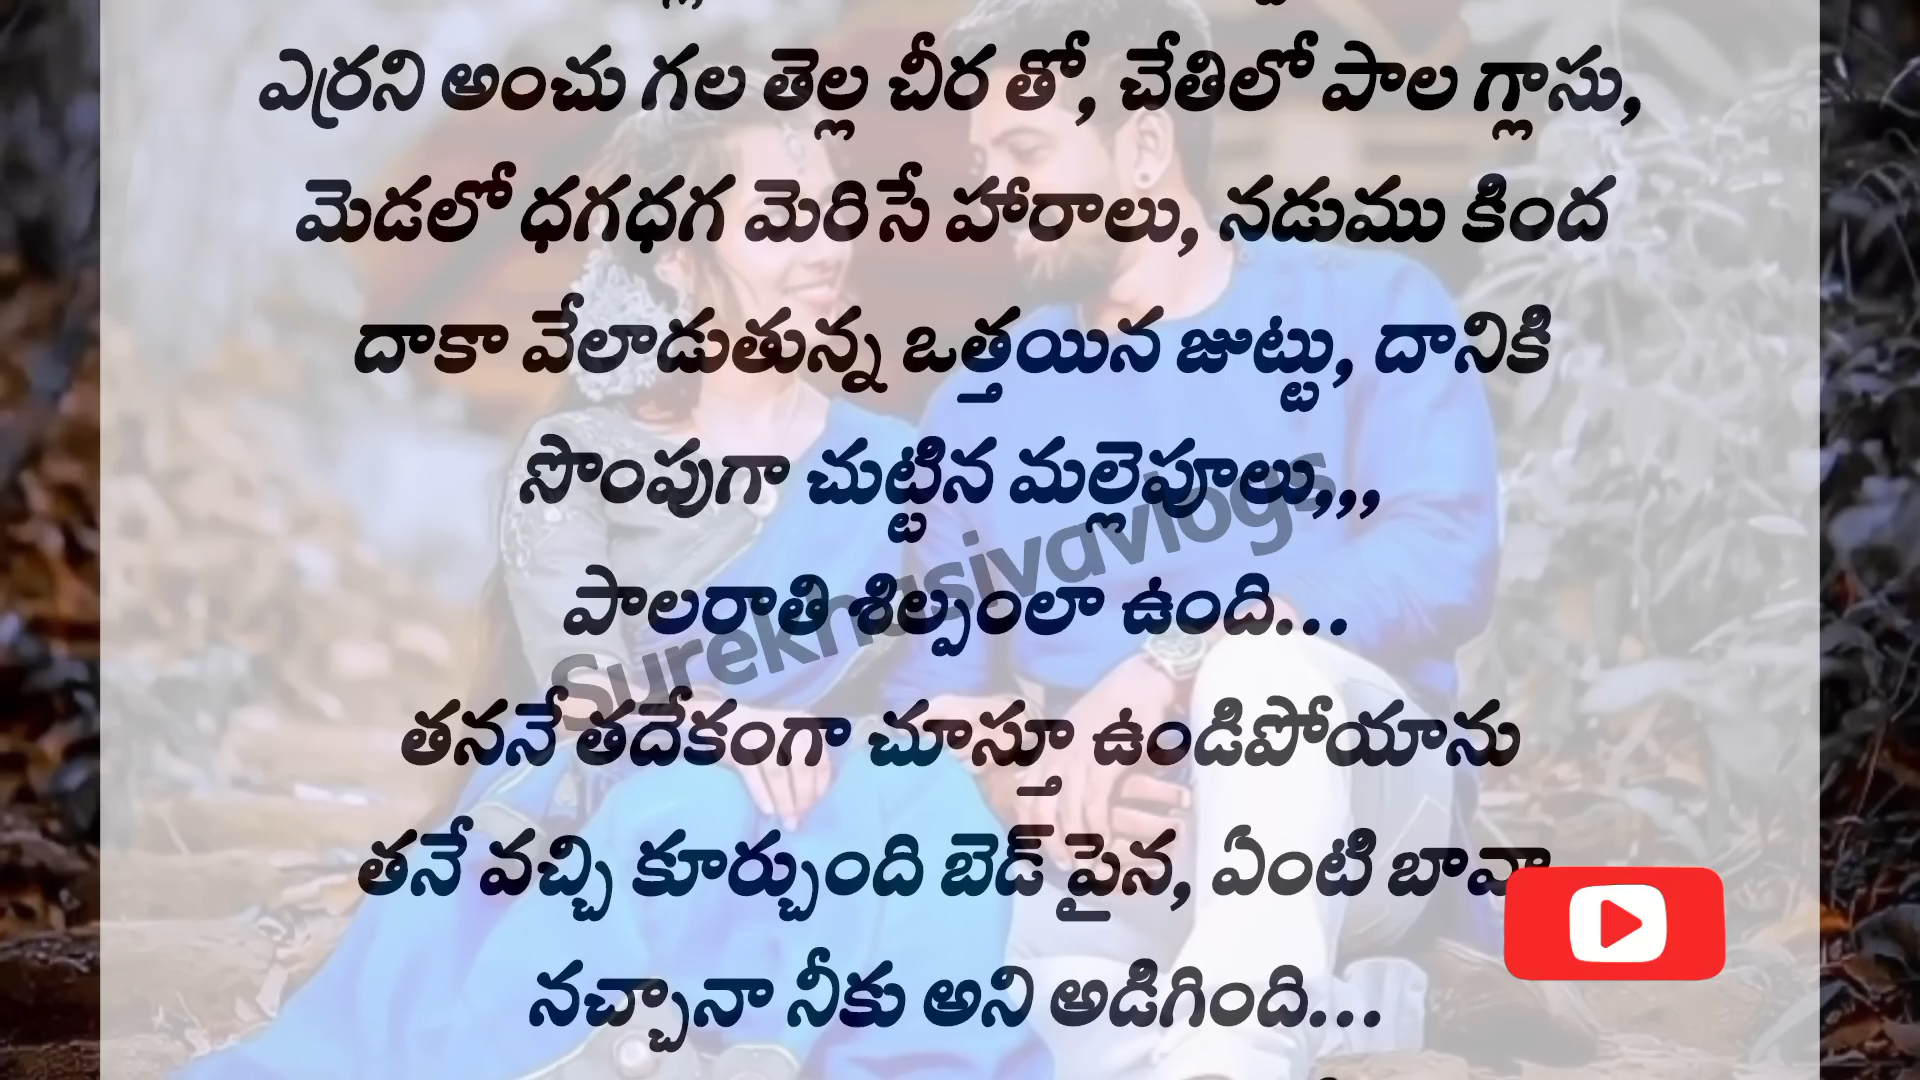 ఎర్రని అంచు గల తెల్ల చీర తో, చేతిలో పాల గ్లాసు,
మెడలో ధగధగ మెరిసే హారాలు, నడుము కింద
దాకా వేలాడుతున్న ఒత్తయిన జుట్టు, దానికి
సొంపుగా చుట్టిన మల్లెపూలు,,,
పాలరాతి శిల్పంలా ఉంది...
తననే తదేకంగా చూస్తూ ఉండిపోయాను
తనే వచ్చి కూర్చుంది బెడ్ పైన, ఏంటి బావా
నచ్చానా నీకు అని అడిగింది...
Surekhasivavlogs